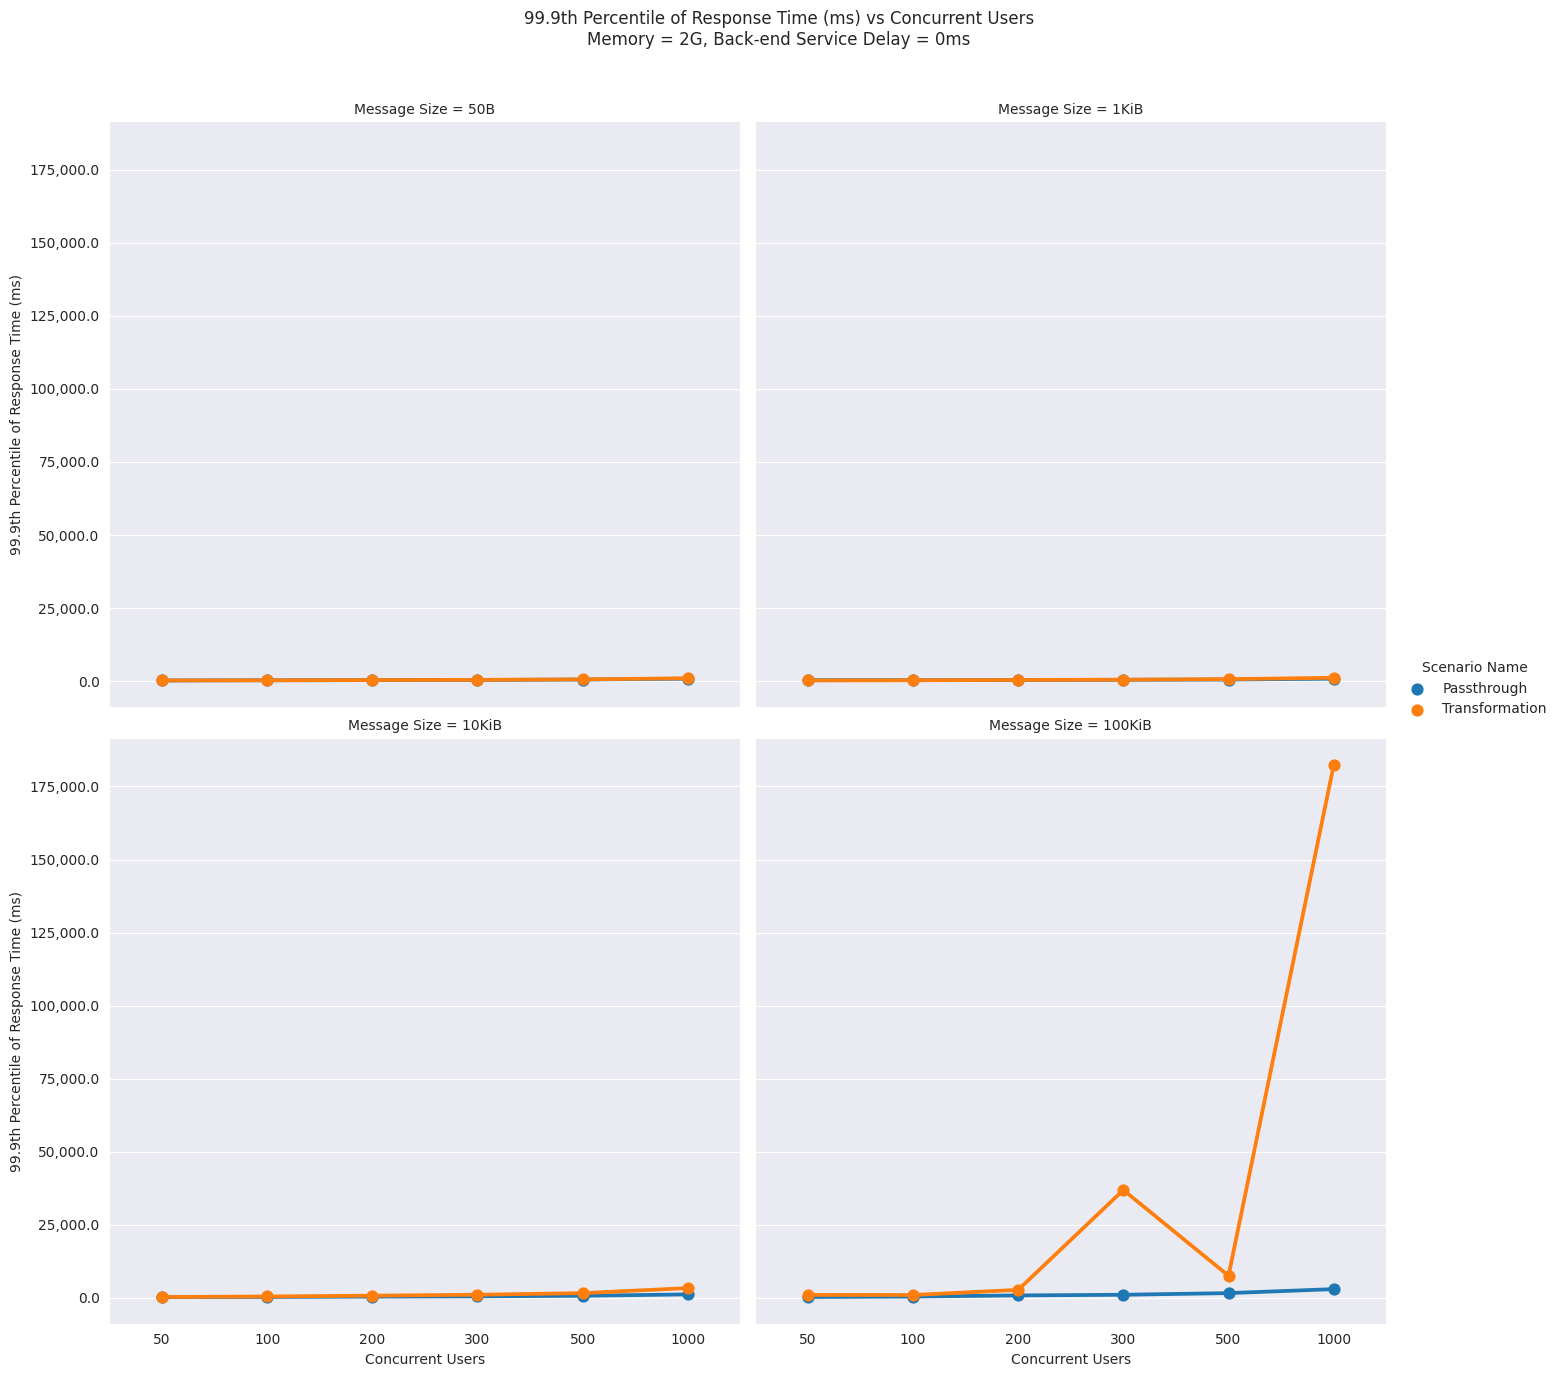 99.9th Percentile of Response Time (ms) vs Concurrent Users
Memory = 2G, Back-end Service Delay = 0ms
Message Size = 50B
Message Size = 1KiB
99.9th Percentile of Response Time (ms)
175,000.0
150,000.0
125,000.0
100,000.0
75,000.0
50,000.0
25,000.0
0.0
Scenario Name
Passthrough
Transformation
Message Size = 10KiB
Message Size = 100KiB
99.9th Percentile of Response Time (ms)
175,000.0
150,000.0
125,000.0
100,000.0
75,000.0
50,000.0
25,000.0
0.0
50 100 200 300 500 1000
Concurrent Users
50 100 200 300 500 1000
Concurrent Users